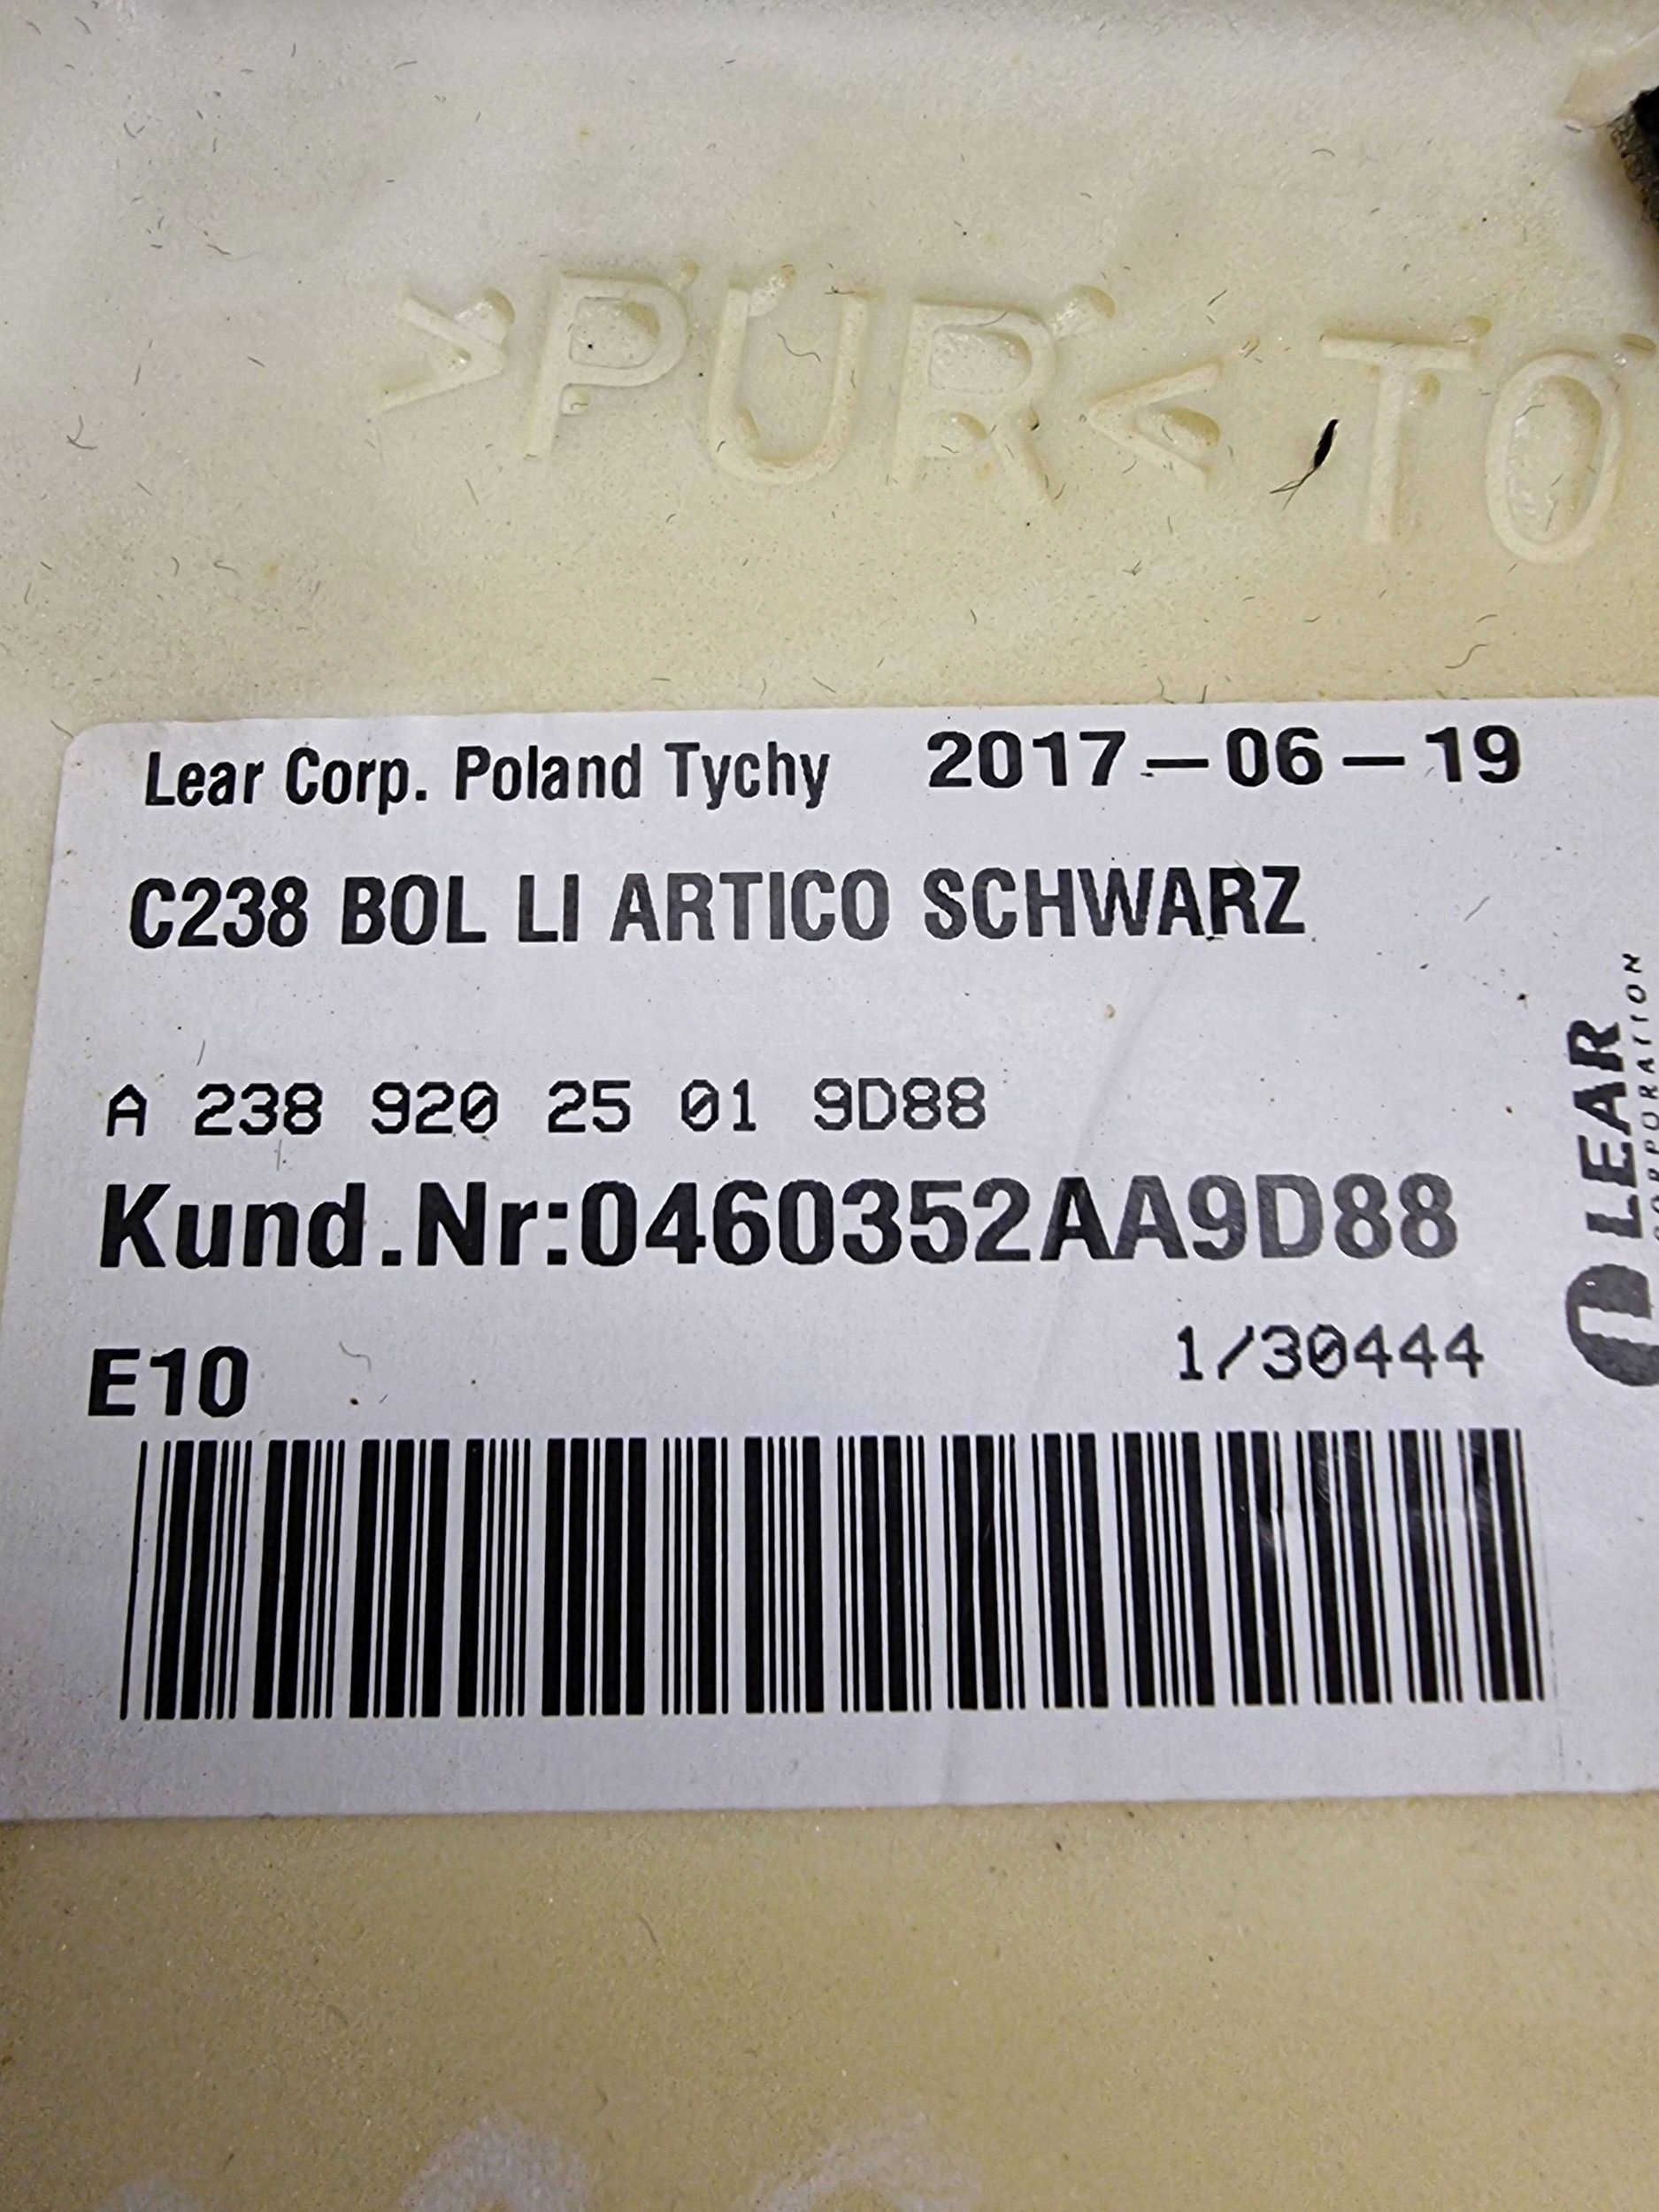 >PUR< TO
Lear Corp. Poland Tychy 2017-06-19
C238 BOL LI ARTICO SCHWARZ
A 238 920 25 01 9D88
Kund.Nr:0460352AA9D88
E10 1/30444
LEAR
CORPORATION